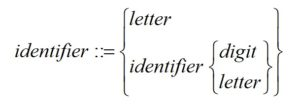 letter
identifier ::=
identifier
digit
letter